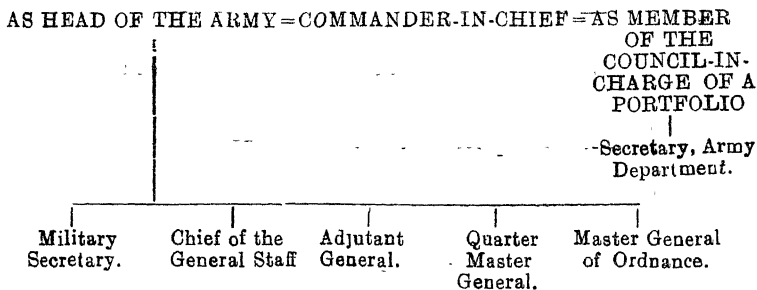 AS HEAD OF THE ARMY=COMMANDER-IN-CHIEF=AS MEMBER
OF THE
COUNCIL-IN-
CHARGE OF A
PORTFOLIO
Secretary, Army
Department.
Military
Secretary.
Chief of the
General Staff
Adjutant
General.
Quarter
Master
General.
Master General
of Ordnance.